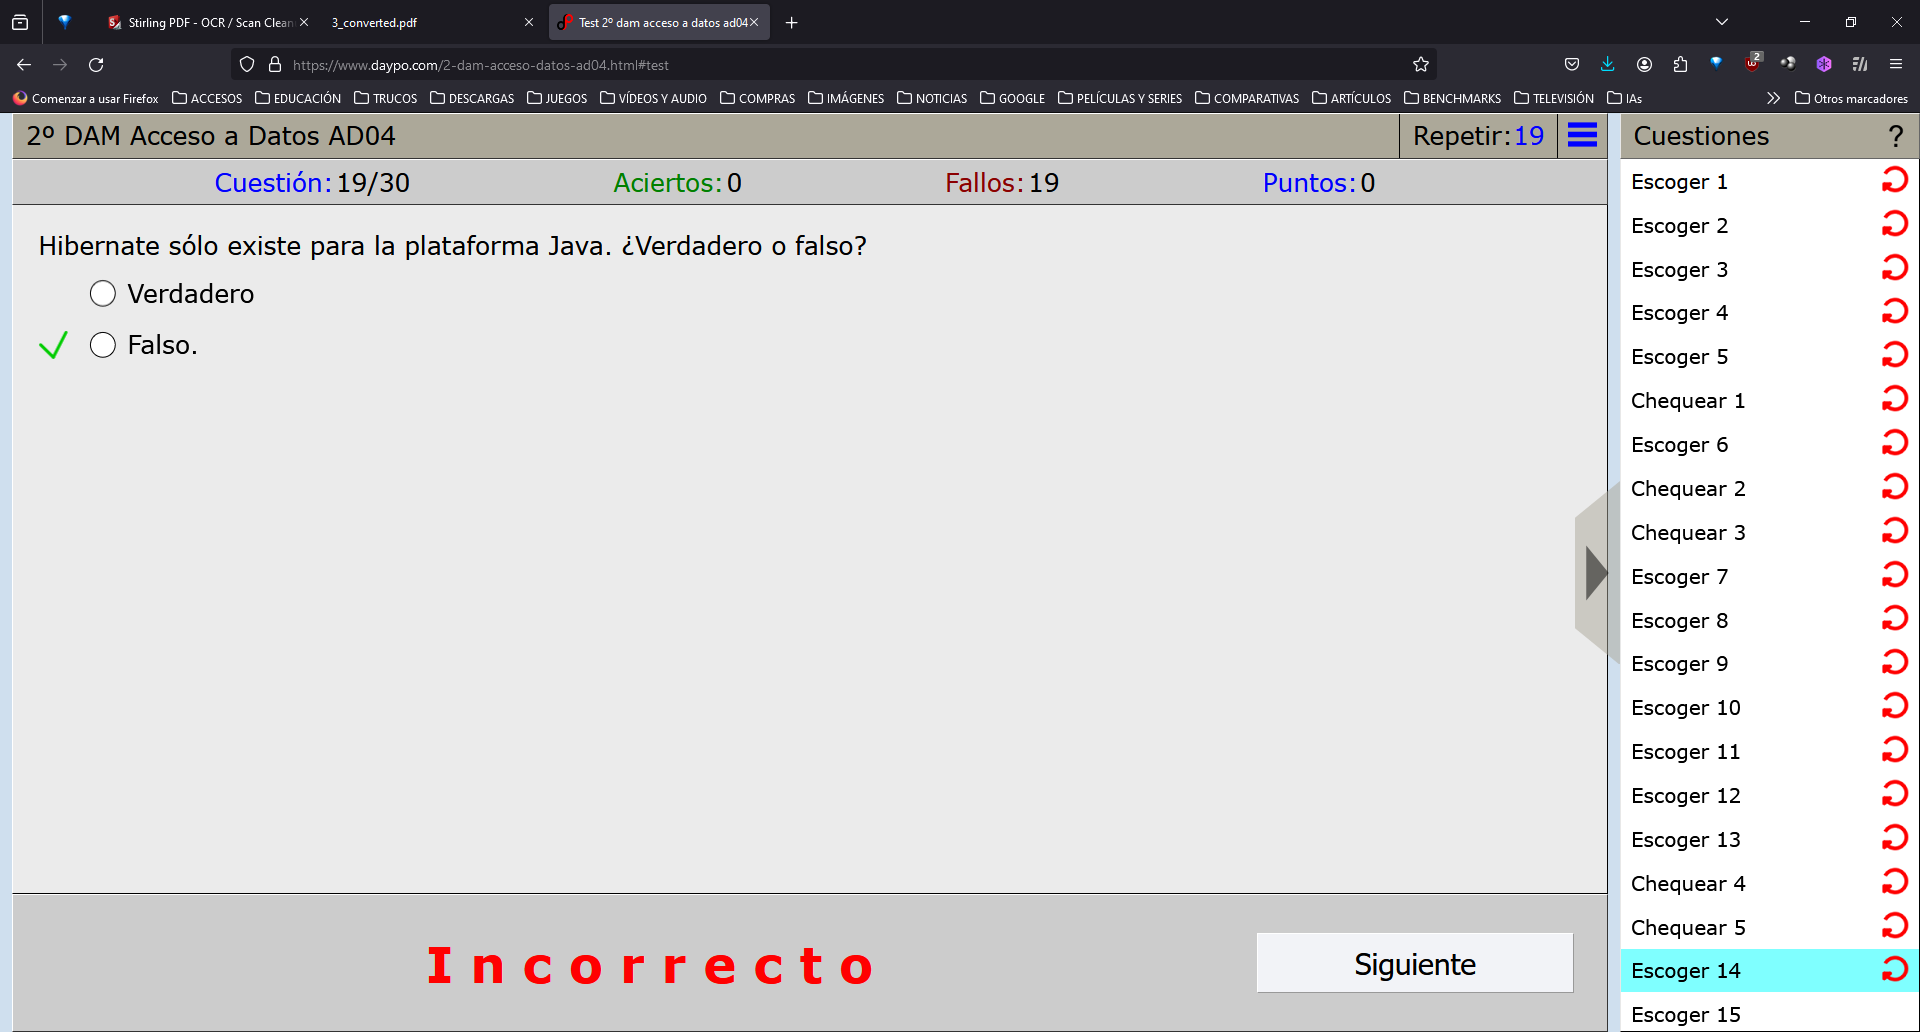 Stirling PDF - OCR / Scan Clean
3_converted.pdf
Test 2º dam acceso a datos ad04
https://www.daypo.com/2-dam-acceso-datos-ad04.html#test
2
Comenzar a usar Firefox
ACCESOS
EDUCACIÓN
TRUCOS
DESCARGAS
JUEGOS
VÍDEOS Y AUDIO
COMPRAS
IMÁGENES
NOTICIAS
GOOGLE
PELÍCULAS Y SERIES
COMPARATIVAS
ARTÍCULOS
BENCHMARKS
TELEVISIÓN
IAs
Otros marcadores
2º DAM Acceso a Datos AD04
Repetir:19
Cuestión:19/30
Aciertos:0
Fallos:19
Puntos:0
Hibernate sólo existe para la plataforma Java. ¿Verdadero o falso?
Verdadero
Falso.
Incorrecto
Siguiente
Cuestiones
?
Escoger 1
Escoger 2
Escoger 3
Escoger 4
Escoger 5
Chequear 1
Escoger 6
Chequear 2
Chequear 3
Escoger 7
Escoger 8
Escoger 9
Escoger 10
Escoger 11
Escoger 12
Escoger 13
Chequear 4
Chequear 5
Escoger 14
Escoger 15